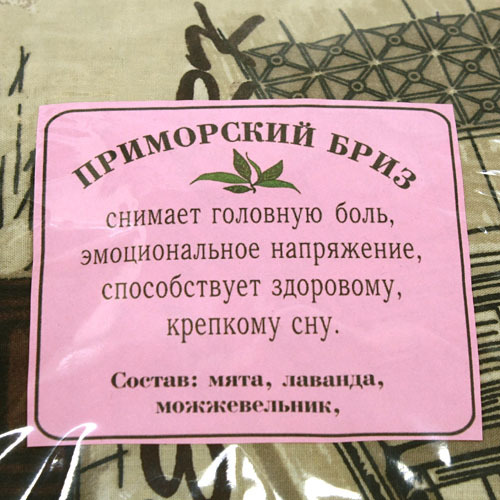 ПРИМОРСКИЙ БРИЗ
снимает головную боль,
эмоциональное напряжение,
способствует здоровому,
крепкому сну.
Состав: мята, лаванда,
можжевельник,